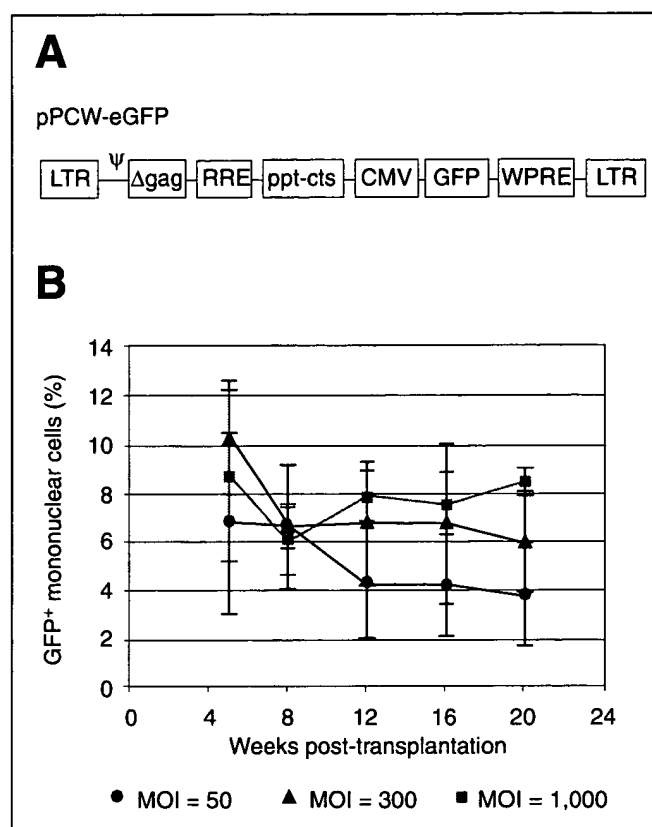 A
pPCW-eGFP
ψ
LTR Δgag RRE ppt-cts CMV GFP WPRE LTR
B
GFP+ mononuclear cells (%)
14
12
10
8
6
4
2
0
0 4 8 12 16 20 24
Weeks post-transplantation
MOI = 50 MOI = 300 MOI = 1,000